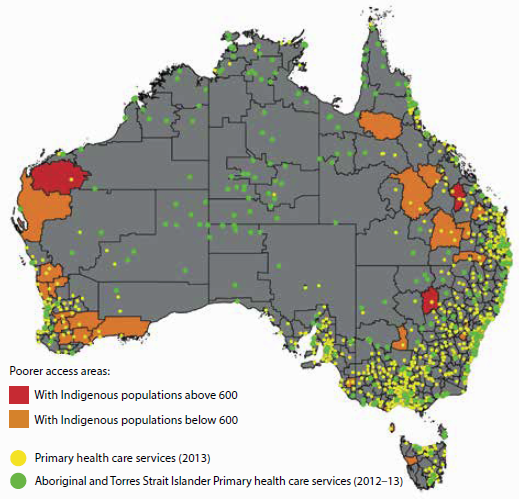 Poorer access areas:
With Indigenous populations above 600
With Indigenous populations below 600
Primary health care services (2013)
Aboriginal and Torres Strait Islander Primary health care services (2012–13)